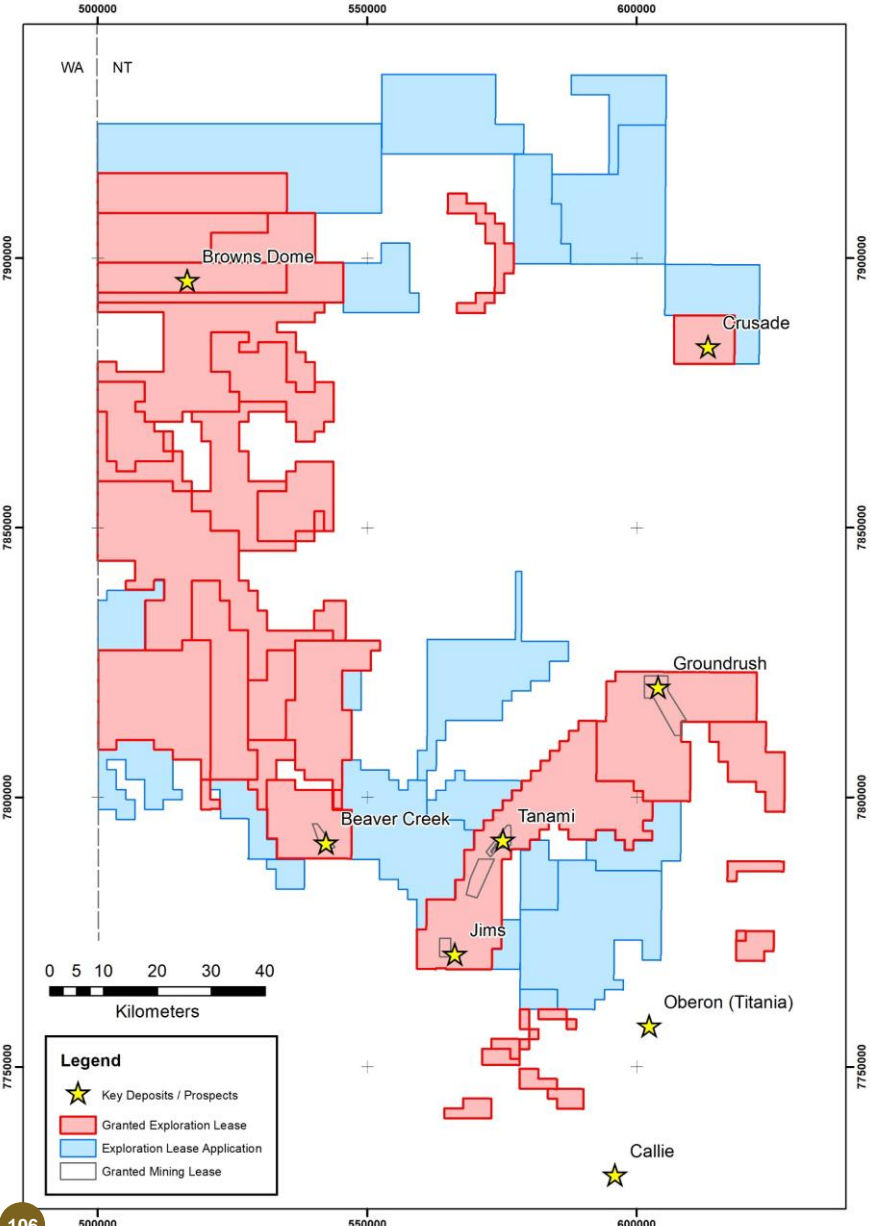 500000
550000
600000
WA
NT
7900000
7900000
Browns Dome
Crusade
7850000
7850000
Groundrush
7800000
7800000
Beaver Creek
Tanami
Jims
0 5 10 20 30 40
Kilometers
Oberon (Titania)
7750000
7750000
Legend
Key Deposits / Prospects
Granted Exploration Lease
Exploration Lease Application
Granted Mining Lease
Callie
106
500000
550000
600000